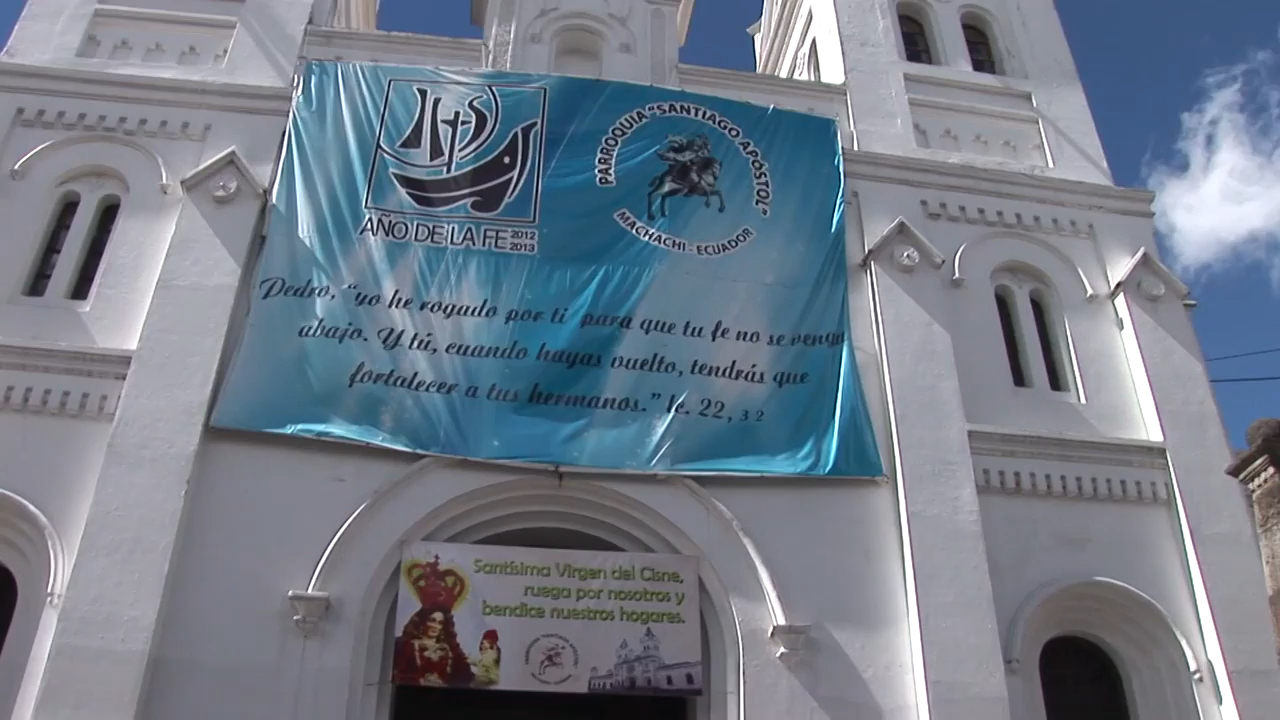 IHS
AÑO DE LA FE 2012
2013
PARROQUIA "SANTIAGO APÓSTOL"
MACHACHI - ECUADOR
Pedro, "yo he rogado por ti para que tu fe no se venga
abajo. Y tú, cuando hayas vuelto, tendrás que
fortalecer a tus hermanos." lc. 22, 32
Santísima Virgen del Cisne,
ruega por nosotros y
bendice nuestros hogares.